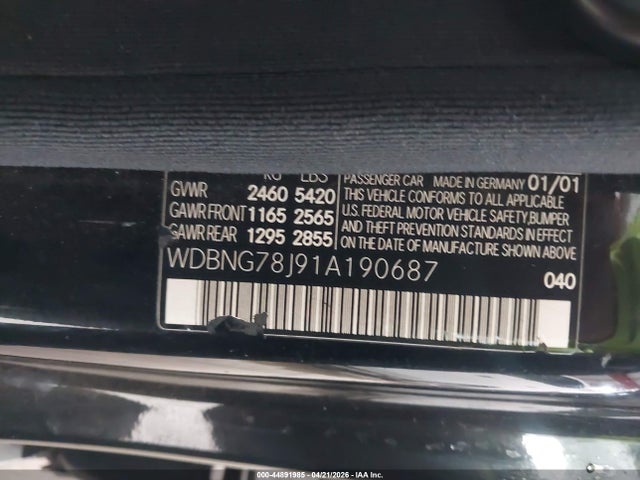 KG LBS
GVWR 2460 5420
GAWR FRONT 1165 2565
GAWR REAR 1295 2855
PASSENGER CAR MADE IN GERMANY 01/01
THIS VEHICLE CONFORMS TO ALL APPLICABLE
U.S. FEDERAL MOTOR VEHICLE SAFETY, BUMPER
AND THEFT PREVENTION STANDARDS IN EFFECT
ON THE DATE OF MANUFACTURE SHOWN ABOVE.
WDBNG78J91A190687
040
000-44891985 - 04/21/2026 - IAA Inc.